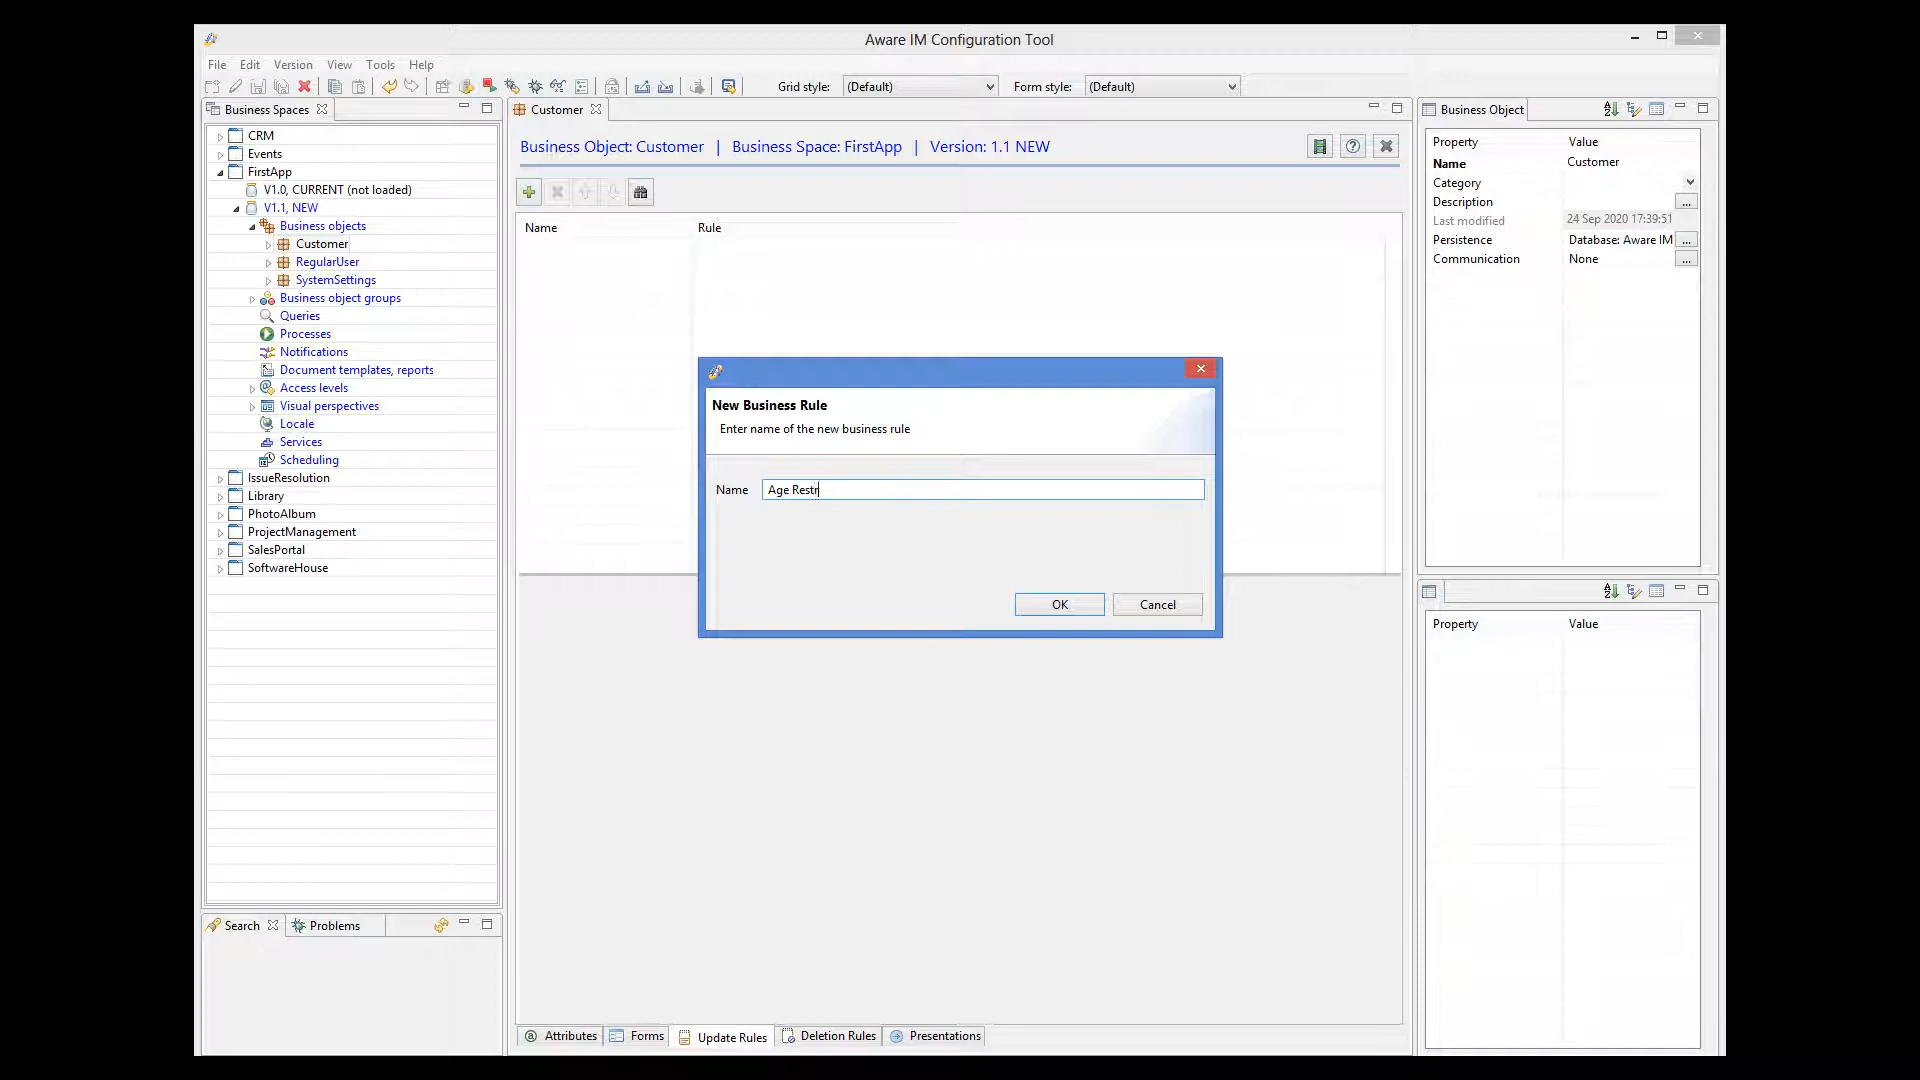 Aware IM Configuration Tool
File Edit Version View Tools Help
Grid style: (Default) Form style: (Default)
Business Spaces
CRM
Events
FirstApp
V1.0, CURRENT (not loaded)
V1.1, NEW
Business objects
Customer
RegularUser
SystemSettings
Business object groups
Queries
Processes
Notifications
Document templates, reports
Access levels
Visual perspectives
Locale
Services
Scheduling
IssueResolution
Library
PhotoAlbum
ProjectManagement
SalesPortal
SoftwareHouse
Search Problems
Customer
Business Object: Customer | Business Space: FirstApp | Version: 1.1 NEW
Name Rule
New Business Rule
Enter name of the new business rule
Name Age Restr
OK Cancel
Attributes Forms Update Rules Deletion Rules Presentations
Business Object
Property Value
Name Customer
Category
Description ...
Last modified 24 Sep 2020 17:39:51
Persistence Database: Aware IM ...
Communication None ...
Property Value